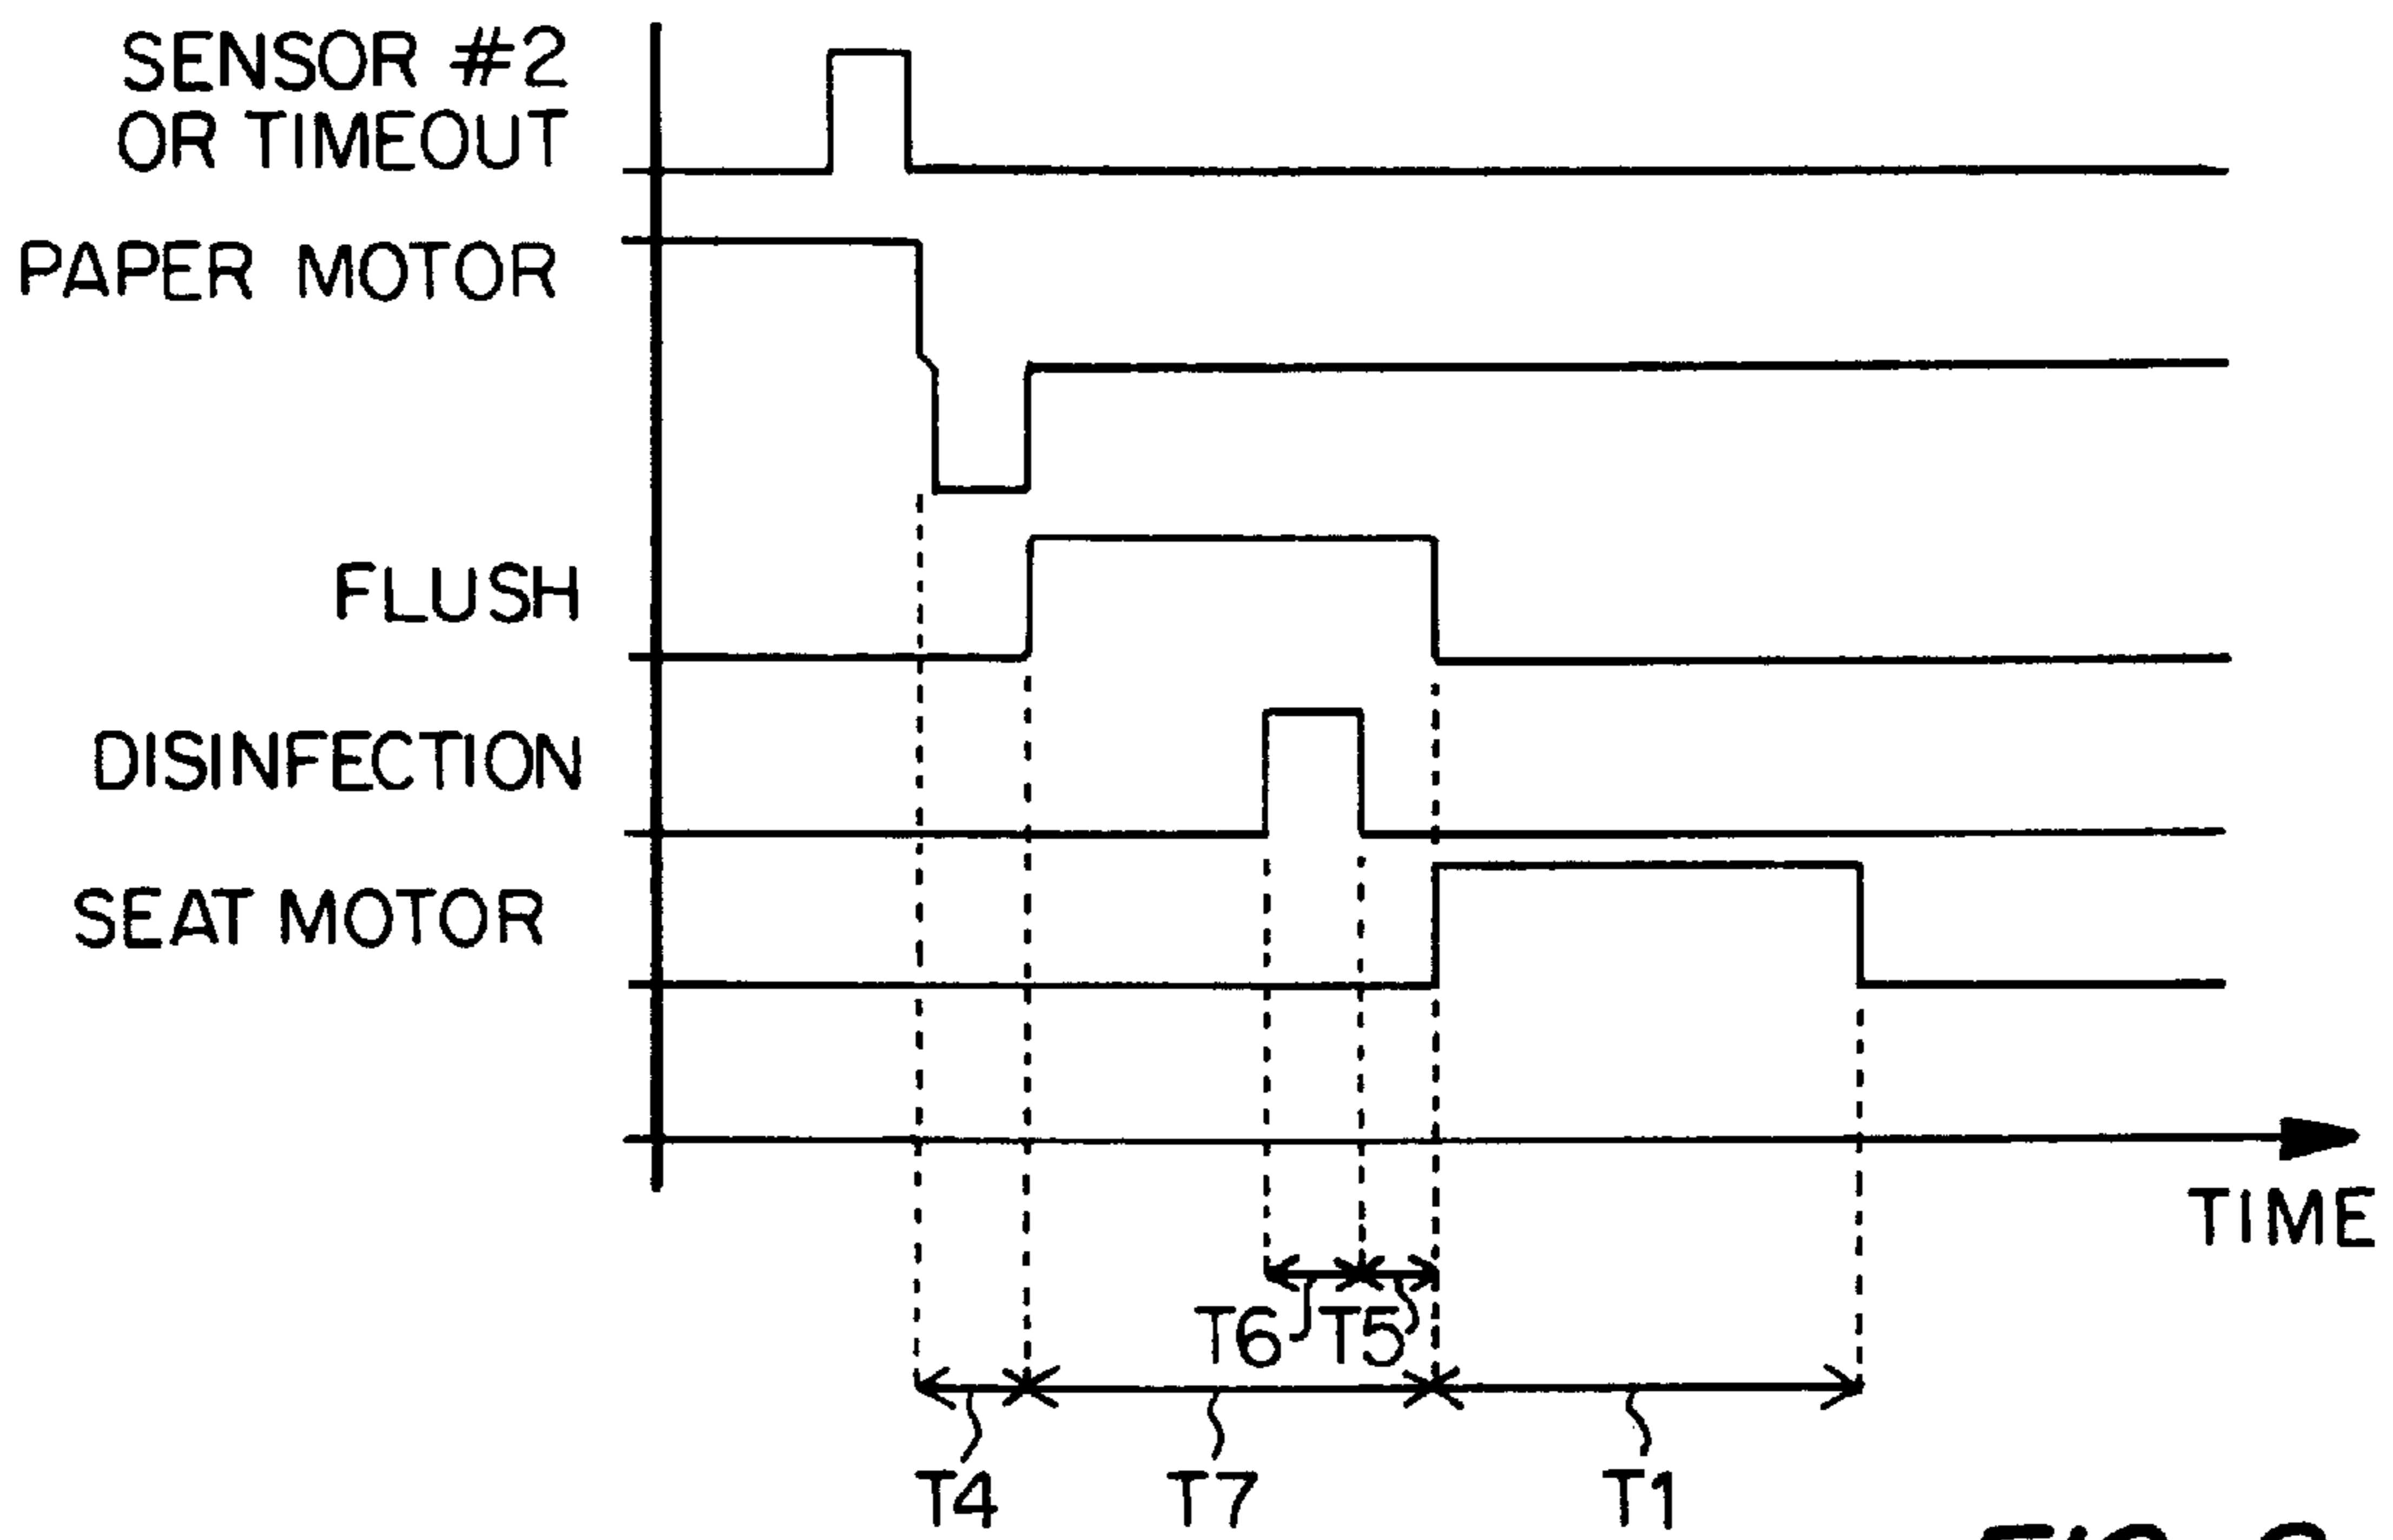 SENSOR #2
OR TIMEOUT
PAPER MOTOR
FLUSH
DISINFECTION
SEAT MOTOR
TIME
T6 T5
T4 T7 T1